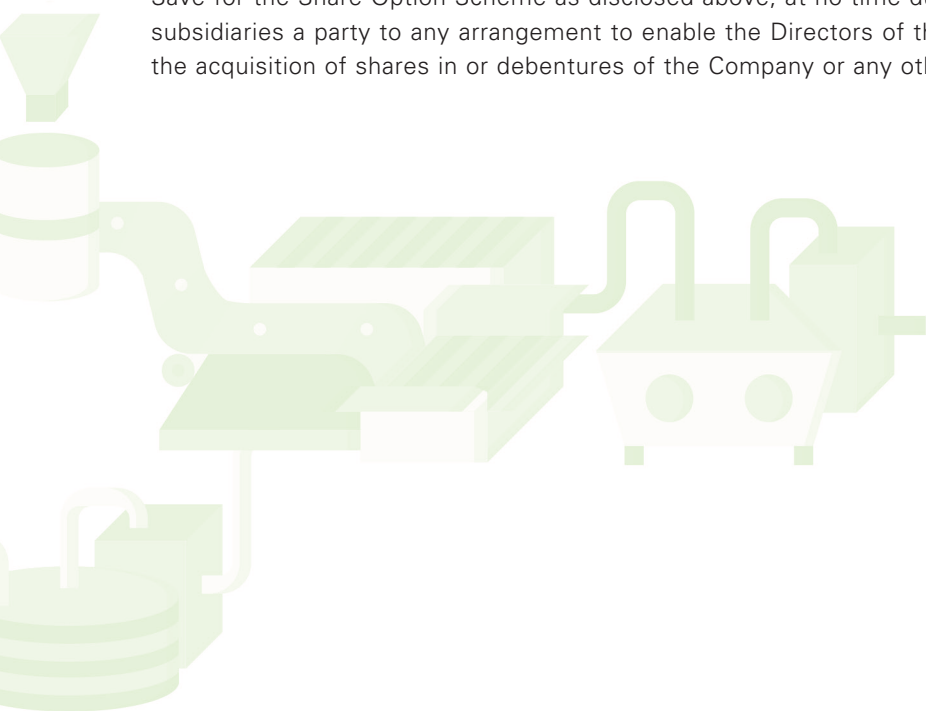 Save for the Share Option Scheme as disclosed above, at no time
subsidiaries a party to any arrangement to enable the Directors of
the acquisition of shares in or debentures of the Company or any